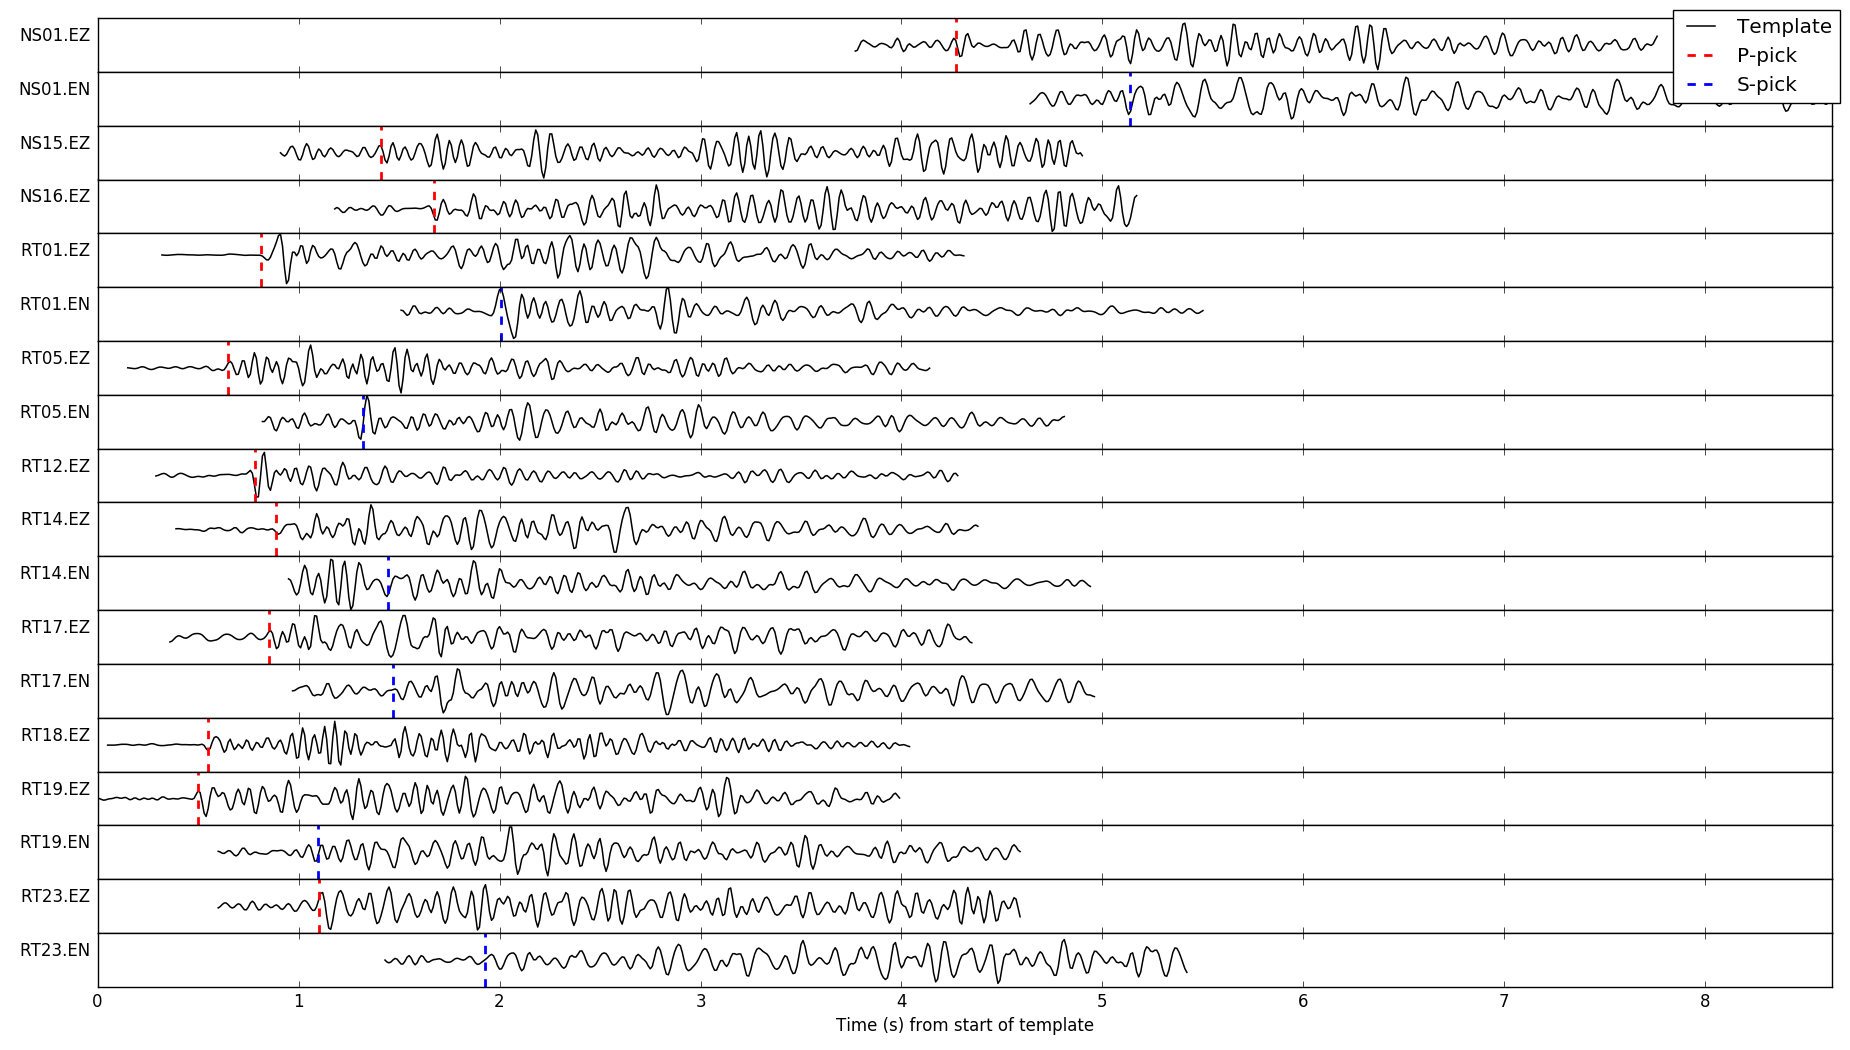 NS01.EZ
Template
P-pick
S-pick
NS01.EN
NS15.EZ
NS16.EZ
RT01.EZ
RT01.EN
RT05.EZ
RT05.EN
RT12.EZ
RT14.EZ
RT14.EN
RT17.EZ
RT17.EN
RT18.EZ
RT19.EZ
RT19.EN
RT23.EZ
RT23.EN
0 1 2 3 4 5 6 7 8
Time (s) from start of template